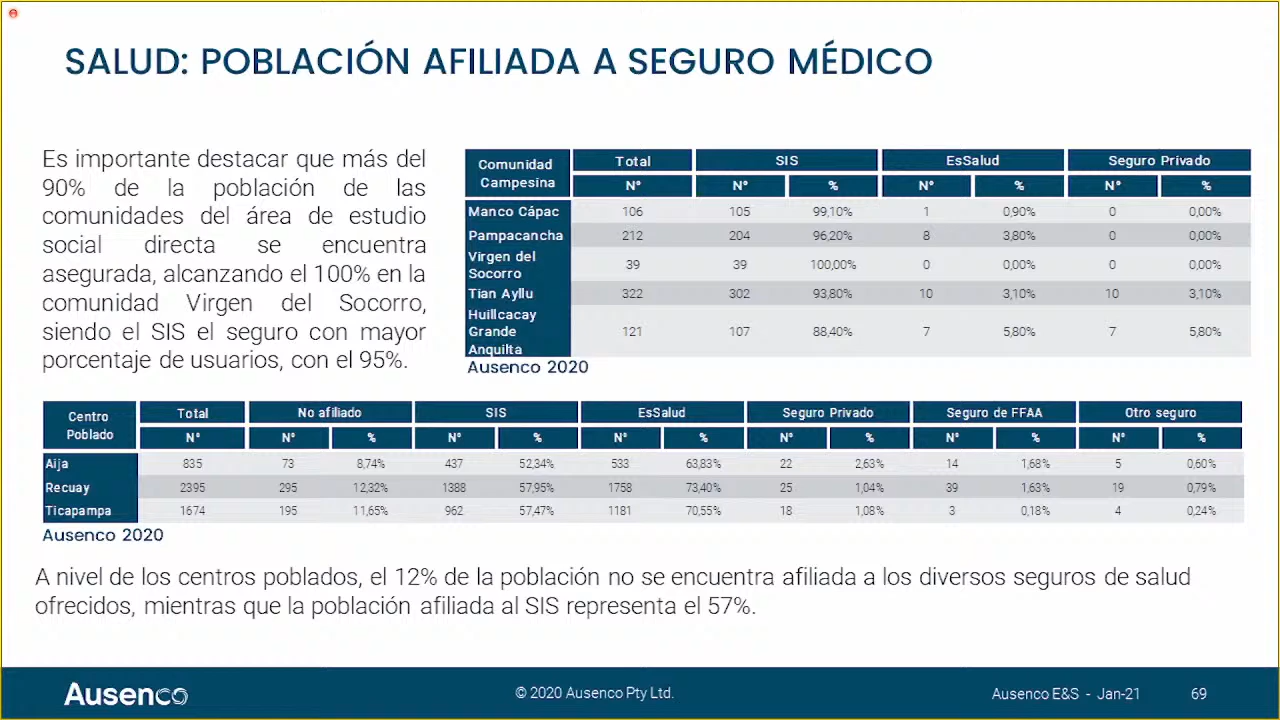 SALUD: POBLACIÓN AFILIADA A SEGURO MÉDICO
Es importante destacar que más del
90% de la población de las
comunidades del área de estudio
social directa se encuentra
asegurada, alcanzando el 100% en la
comunidad Virgen del Socorro,
siendo el SIS el seguro con mayor
porcentaje de usuarios, con el 95%.
Comunidad Campesina Total SIS EsSalud Seguro Privado
N° N° % N° % N° %
Manco Cápac 106 105 99,10% 1 0,90% 0 0,00%
Pampacancha 212 204 96,20% 8 3,80% 0 0,00%
Virgen del Socorro 39 39 100,00% 0 0,00% 0 0,00%
Tian Ayllu 322 302 93,80% 10 3,10% 10 3,10%
Huillcacay Grande Anquilta 121 107 88,40% 7 5,80% 7 5,80%
Ausenco 2020
Centro Poblado Total No afiliado SIS EsSalud Seguro Privado Seguro de FFAA Otro seguro
N° N° % N° % N° % N° % N° % N° %
Aija 835 73 8,74% 437 52,34% 533 63,83% 22 2,63% 14 1,68% 5 0,60%
Recuay 2395 295 12,32% 1388 57,95% 1758 73,40% 25 1,04% 39 1,63% 19 0,79%
Ticapampa 1674 195 11,65% 962 57,47% 1181 70,55% 18 1,08% 3 0,18% 4 0,24%
Ausenco 2020
A nivel de los centros poblados, el 12% de la población no se encuentra afiliada a los diversos seguros de salud
ofrecidos, mientras que la población afiliada al SIS representa el 57%.
Ausenco
© 2020 Ausenco Pty Ltd.
Ausenco E&S - Jan-21
69